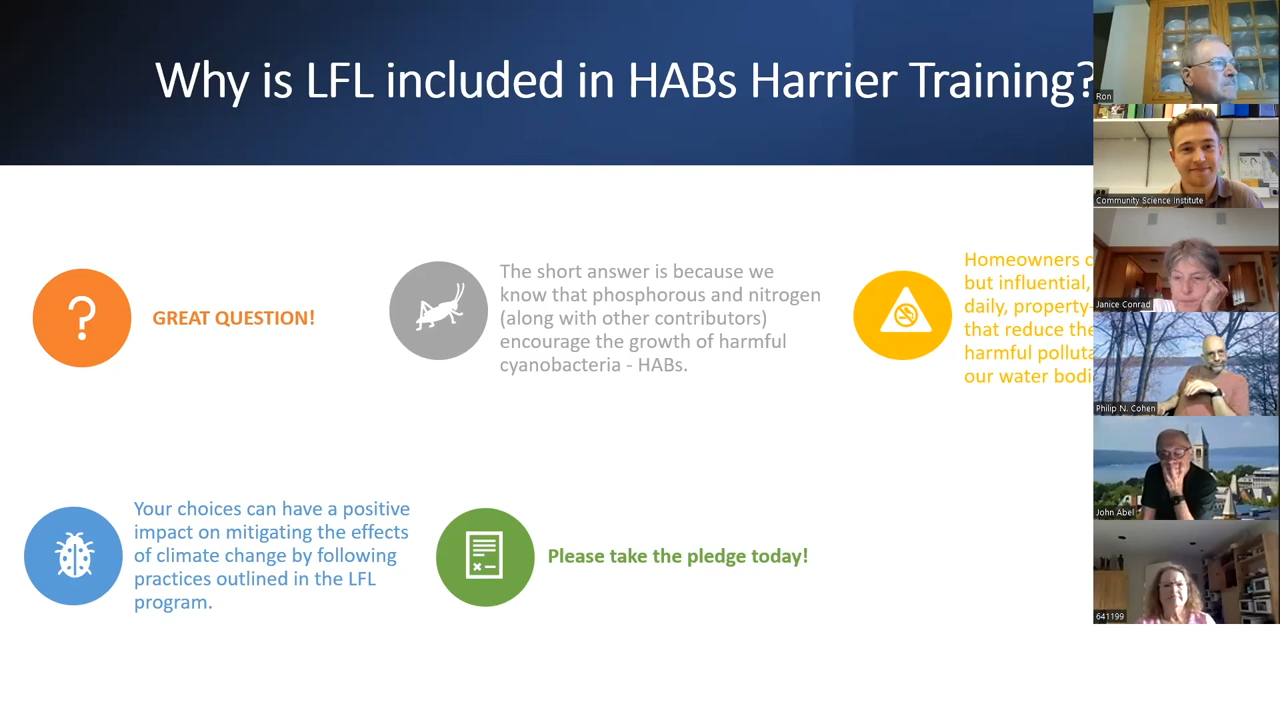 Why is LFL included in HABs Harrier Training?
GREAT QUESTION!
The short answer is because we
know that phosphorous and nitrogen
(along with other contributors)
encourage the growth of harmful
cyanobacteria - HABs.
Homeowners
but influential,
daily, property-
that reduce the
harmful
our water
Your choices can have a positive
impact on mitigating the effects
of climate change by following
practices outlined in the LFL
program.
Please take the pledge today!
Ron
Community Science Institute
Janice Conrad
Philip N. Cohen
John Abel
641199